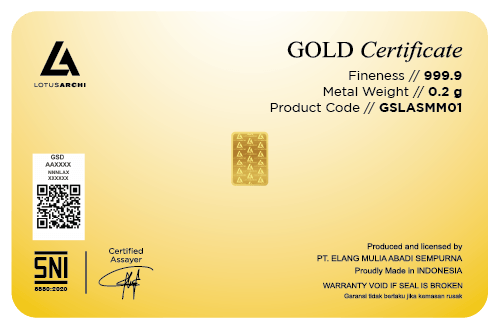 LOTUSARCHI
GOLD Certificate
Fineness // 999.9
Metal Weight // 0.2 g
Product Code // GSLASMM01
GSD
AAXXXX
NNNLAX
XXXXXX
SNI
8880:2020
Certified
Assayer
Produced and licensed by
PT. ELANG MULIA ABADI SEMPURNA
Proudly Made in INDONESIA
WARRANTY VOID IF SEAL IS BROKEN
Garansi tidak berlaku jika kemasan rusak